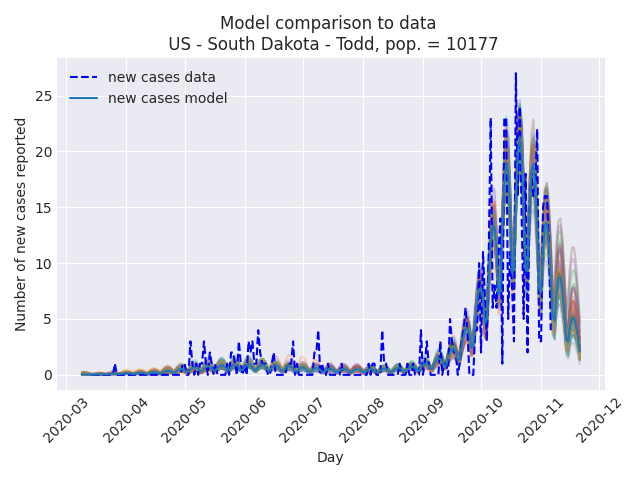 Model comparison to data
US - South Dakota - Todd, pop. = 10177
new cases data
new cases model
Number of new cases reported
25
20
15
10
5
0
2020-03
2020-04
2020-05
2020-06
2020-07
2020-08
2020-09
2020-10
2020-11
2020-12
Day